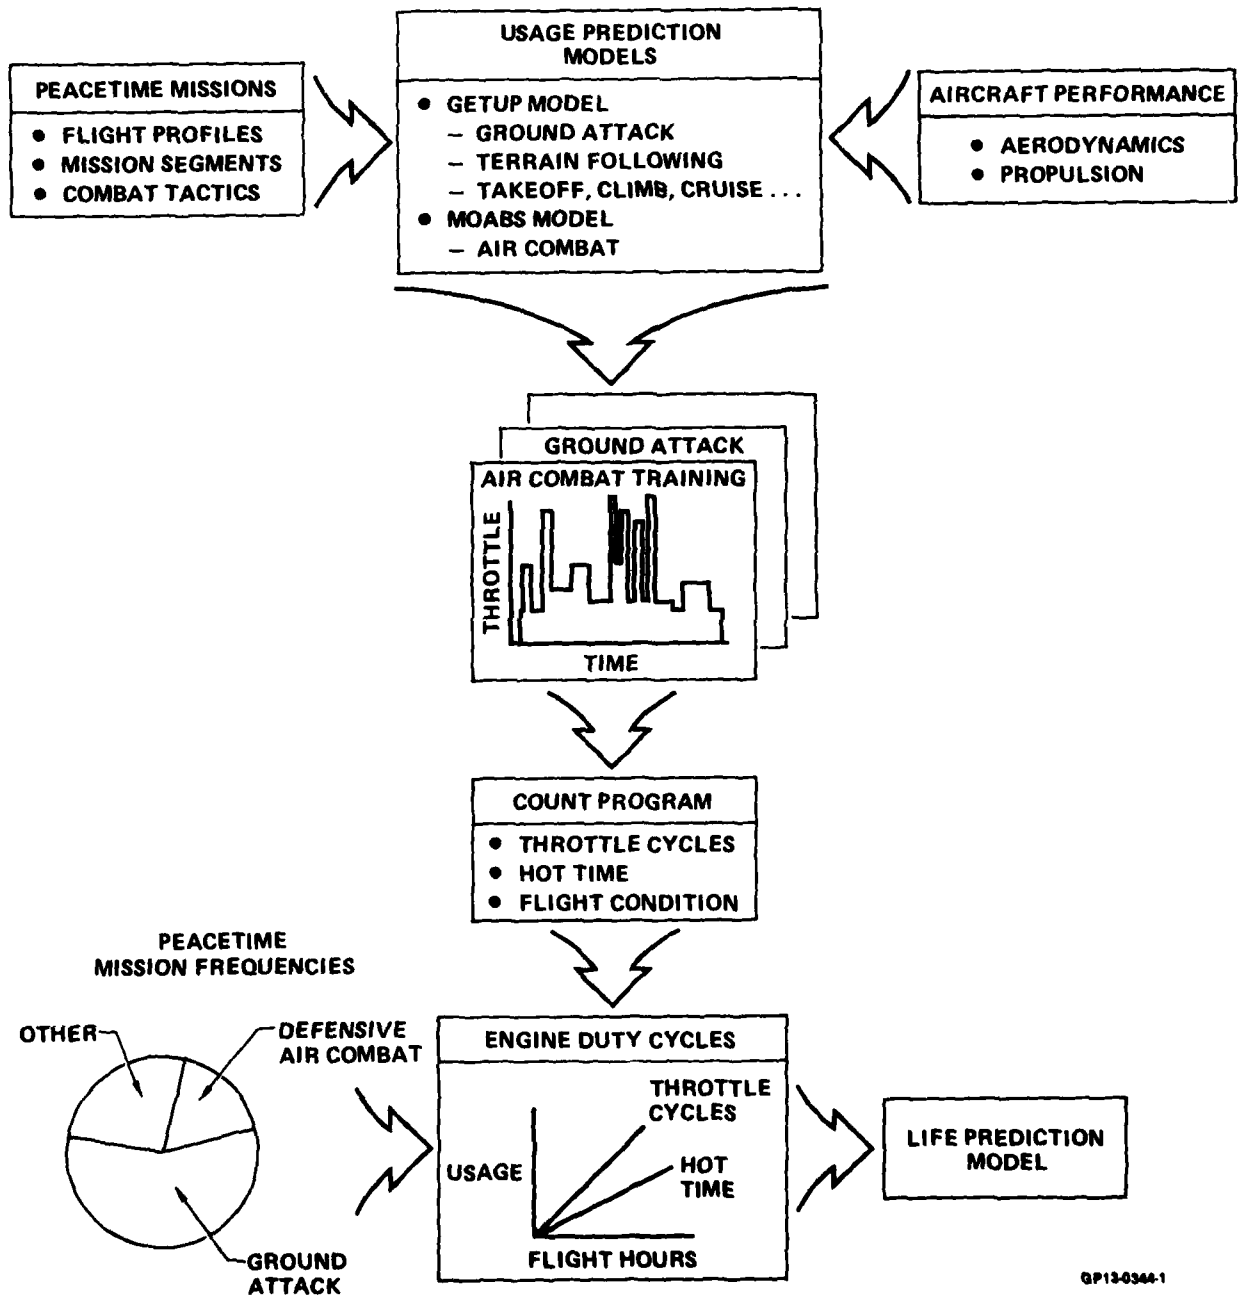 USAGE PREDICTION
MODELS
PEACETIME MISSIONS
● FLIGHT PROFILES
● MISSION SEGMENTS
● COMBAT TACTICS
● GETUP MODEL
– GROUND ATTACK
– TERRAIN FOLLOWING
– TAKEOFF, CLIMB, CRUISE ...
● MOABS MODEL
– AIR COMBAT
AIRCRAFT PERFORMANCE
● AERODYNAMICS
● PROPULSION
GROUND ATTACK
AIR COMBAT TRAINING
THROTTLE
TIME
COUNT PROGRAM
● THROTTLE CYCLES
● HOT TIME
● FLIGHT CONDITION
PEACETIME
MISSION FREQUENCIES
OTHER
DEFENSIVE
AIR COMBAT
GROUND
ATTACK
ENGINE DUTY CYCLES
THROTTLE
CYCLES
USAGE
HOT
TIME
FLIGHT HOURS
LIFE PREDICTION
MODEL
GP13-0344-1